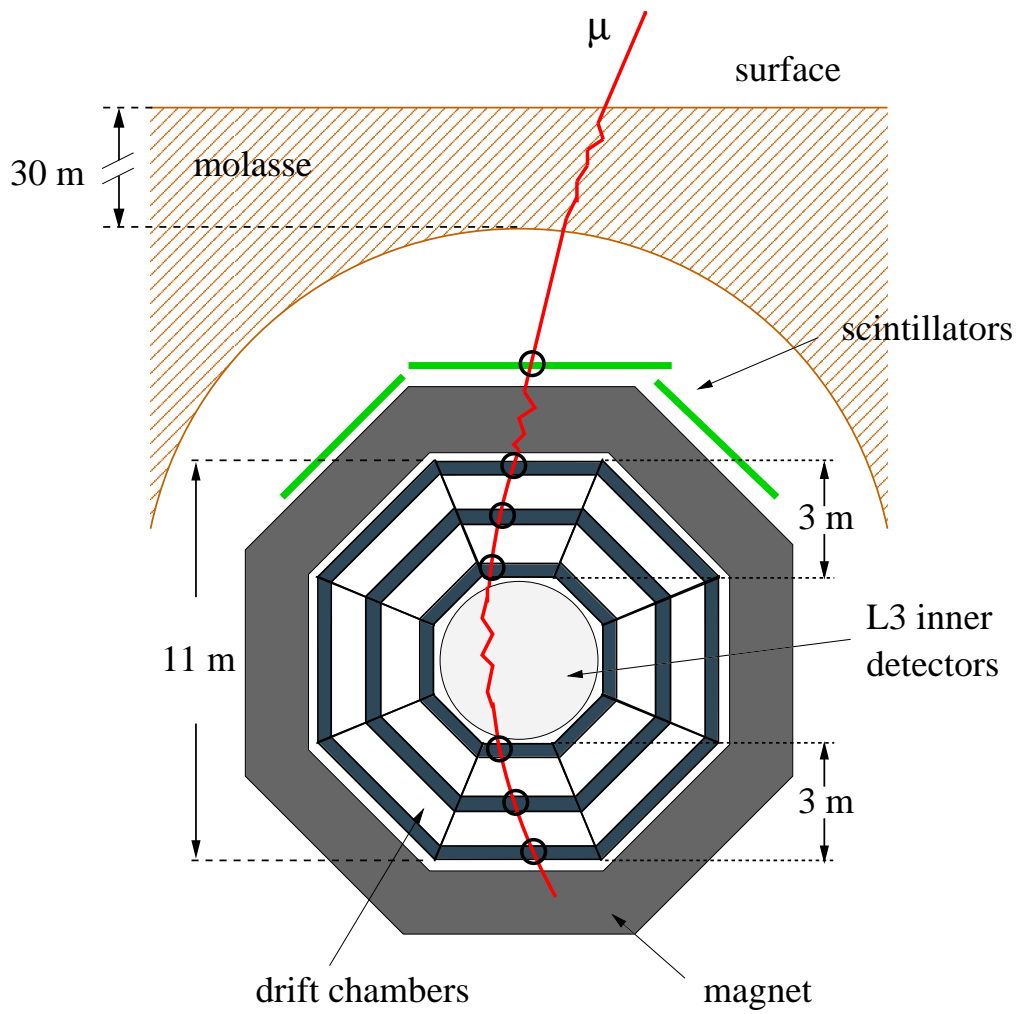 μ
surface
30 m
molasse
scintillators
3 m
11 m
L3 inner
detectors
3 m
drift chambers
magnet